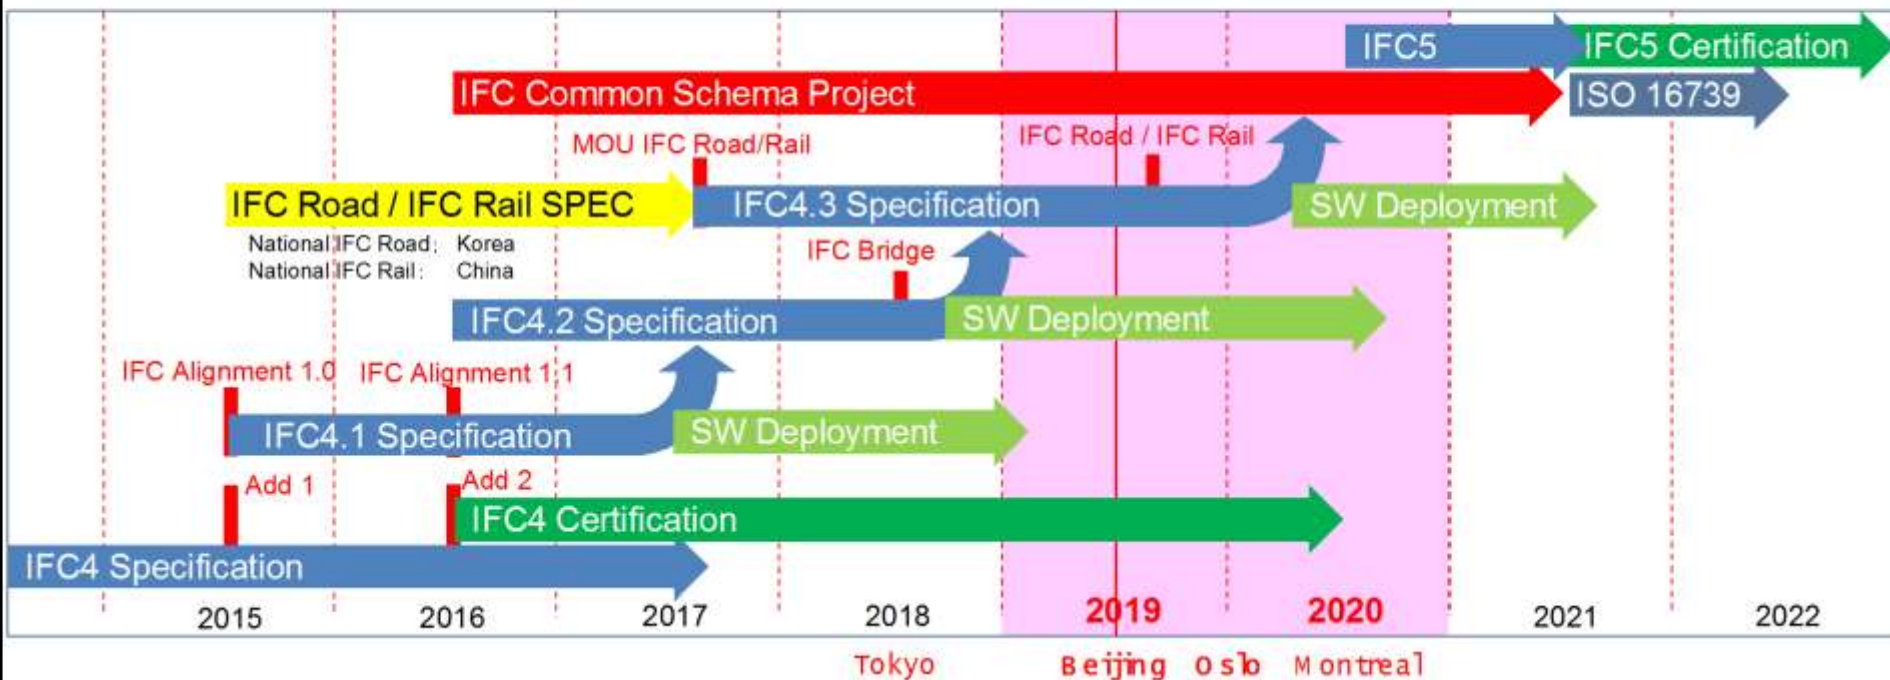 IFC5
IFC5 Certification
IFC Common Schema Project
ISO 16739
MOU IFC Road/Rail
IFC Road / IFC Rail
IFC Road / IFC Rail SPEC
IFC4.3 Specification
SW Deployment
National IFC Road: Korea
National IFC Rail: China
IFC Bridge
IFC4.2 Specification
SW Deployment
IFC Alignment 1.0
IFC Alignment 1.1
IFC4.1 Specification
SW Deployment
Add 1
Add 2
IFC4 Certification
IFC4 Specification
2015 2016 2017 2018 2019 2020 2021 2022
Tokyo Beijing Oslo Montreal